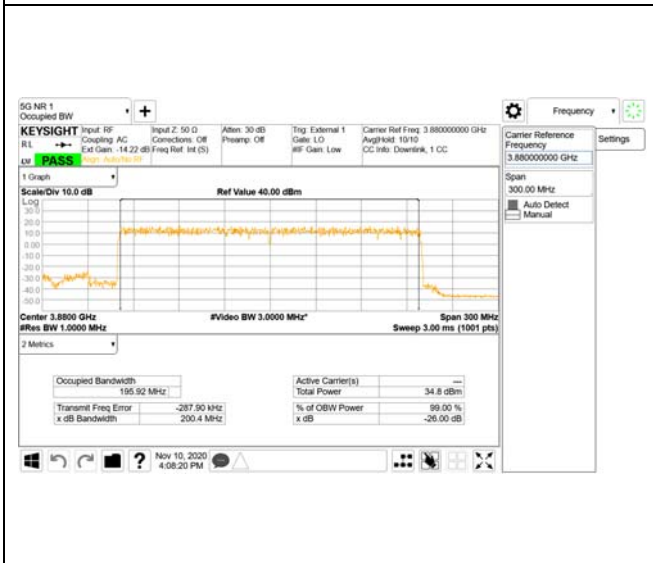 5G NR 1
Occupied BW
Frequency
KEYSIGHT
Input: RF
Input Z: 50 Ω
Atten: 30 dB
Trig: External 1
Carrier Ref Freq: 3.880000000 GHz
RL
Coupling: AC
Corrections: Off
Preamp: Off
Gate: LO
Avg|Hold: 10/10
Ext Gain: -14.22 dB
Freq Ref: Int (S)
#IF Gain: Low
CC Info: Downlink, 1 CC
PASS
Align: Auto/No RF
Carrier Reference
Frequency
3.880000000 GHz
Settings
Span
300.00 MHz
Auto Detect
Manual
1 Graph
Scale/Div 10.0 dB
Ref Value 40.00 dBm
Log
30.0
20.0
10.0
0.00
-10.0
-20.0
-30.0
-40.0
-50.0
Center 3.8800 GHz
#Video BW 3.0000 MHz*
Span 300 MHz
#Res BW 1.0000 MHz
Sweep 3.00 ms (1001 pts)
2 Metrics
Occupied Bandwidth
195.92 MHz
Active Carrier(s)
---
Total Power
34.8 dBm
Transmit Freq Error
-287.90 kHz
% of OBW Power
99.00 %
x dB Bandwidth
200.4 MHz
x dB
-26.00 dB
?
Nov 10, 2020
4:08:20 PM